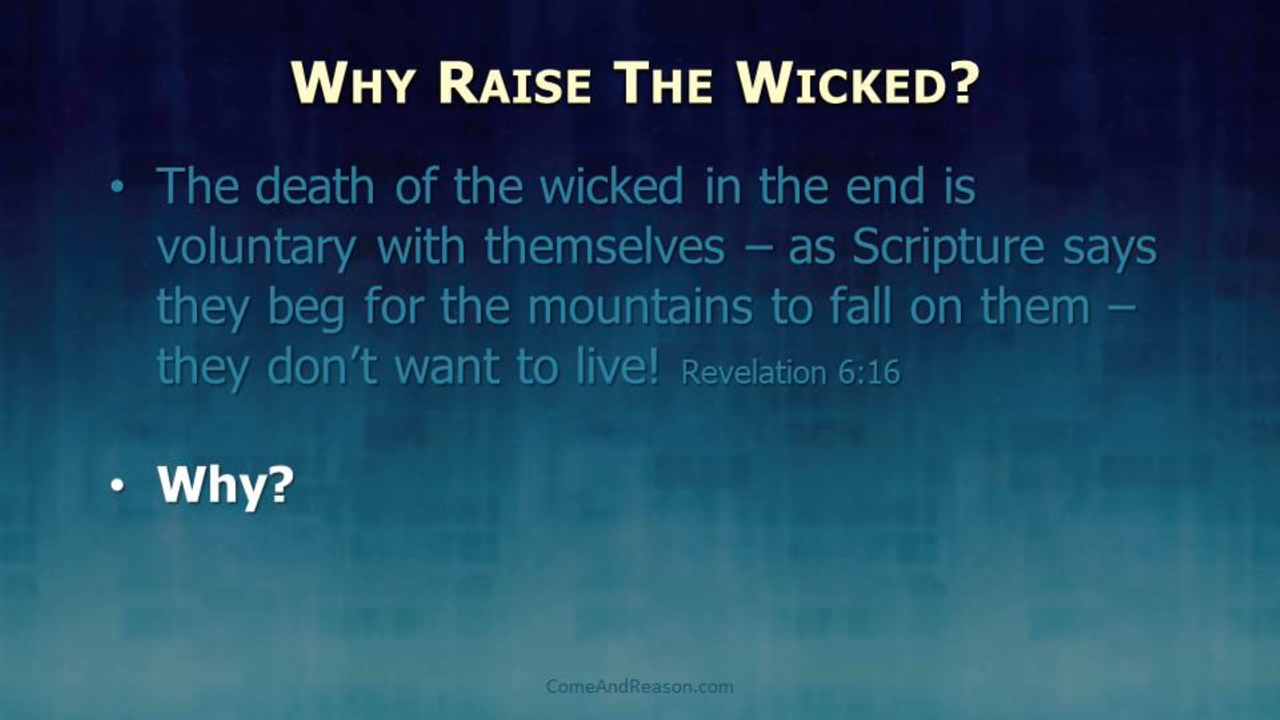 WHY RAISE THE WICKED?
• The death of the wicked in the end is
voluntary with themselves – as Scripture says
they beg for the mountains to fall on them –
they don’t want to live! Revelation 6:16
• Why?
ComeAndReason.com